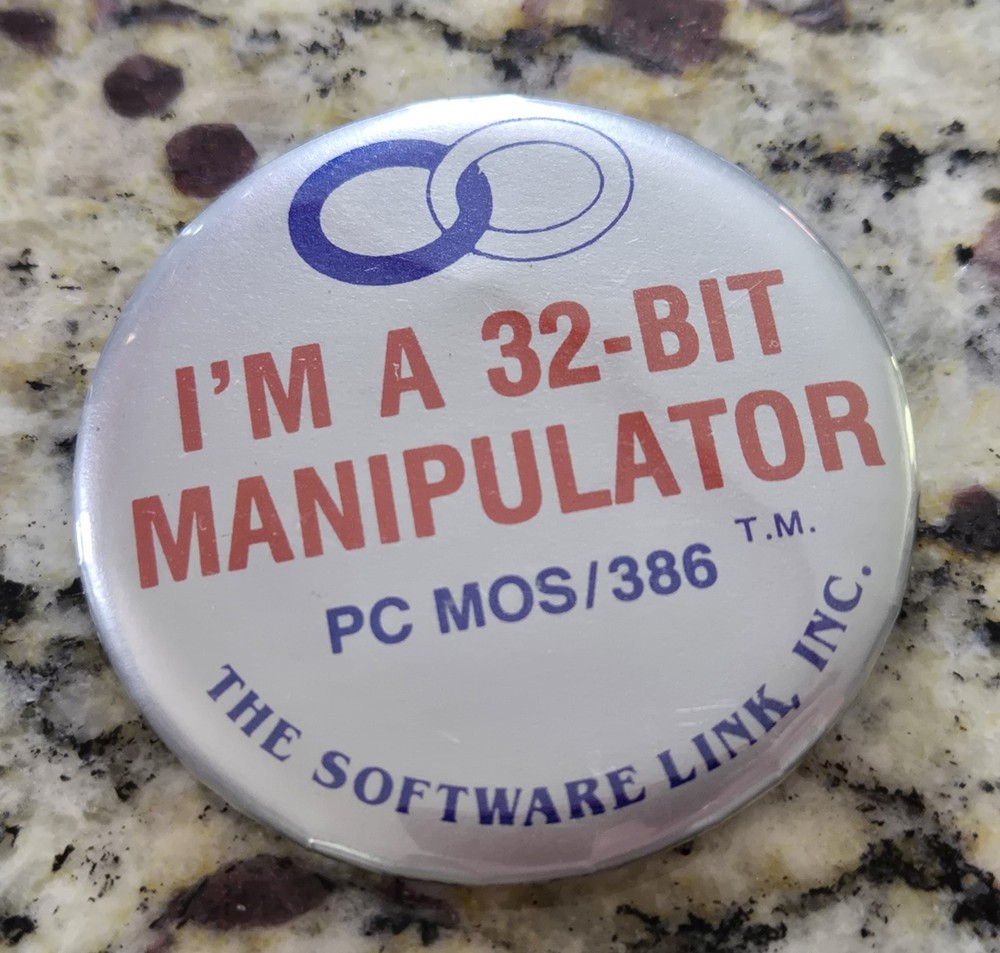 I'M A 32-BIT
MANIPULATOR
T.M.
PC MOS/386
THE SOFTWARE LINK, INC.